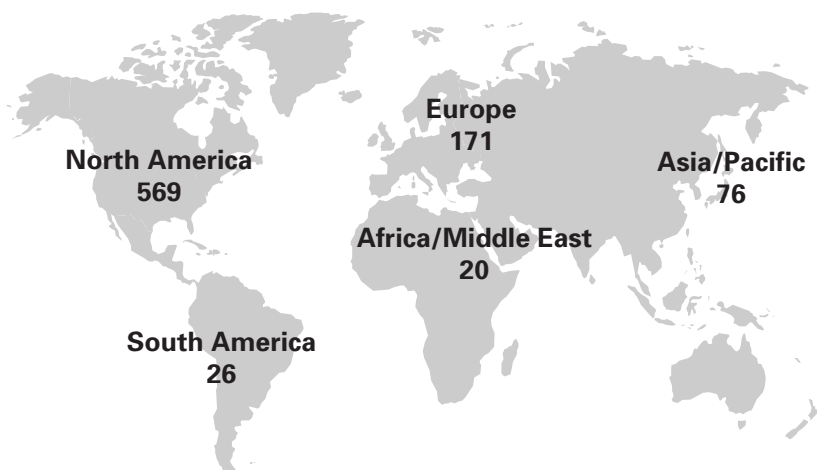 Europe
171
North America
569
Asia/Pacific
76
Africa/Middle East
20
South America
26